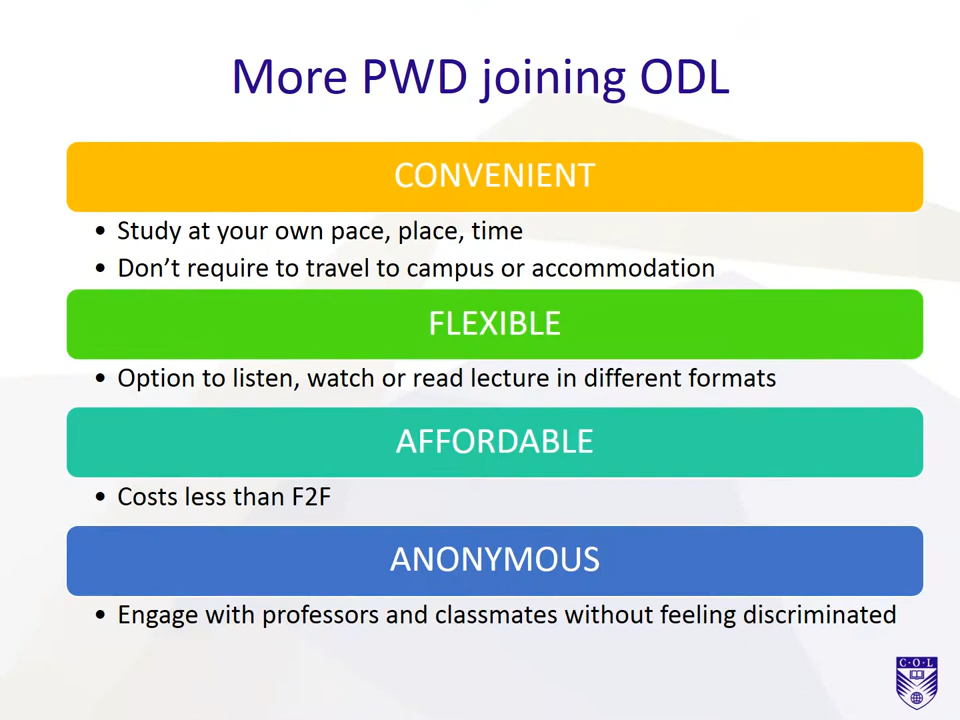 More PWD joining ODL
CONVENIENT
• Study at your own pace, place, time
• Don’t require to travel to campus or accommodation
FLEXIBLE
• Option to listen, watch or read lecture in different formats
AFFORDABLE
• Costs less than F2F
ANONYMOUS
• Engage with professors and classmates without feeling discriminated
C·O·L